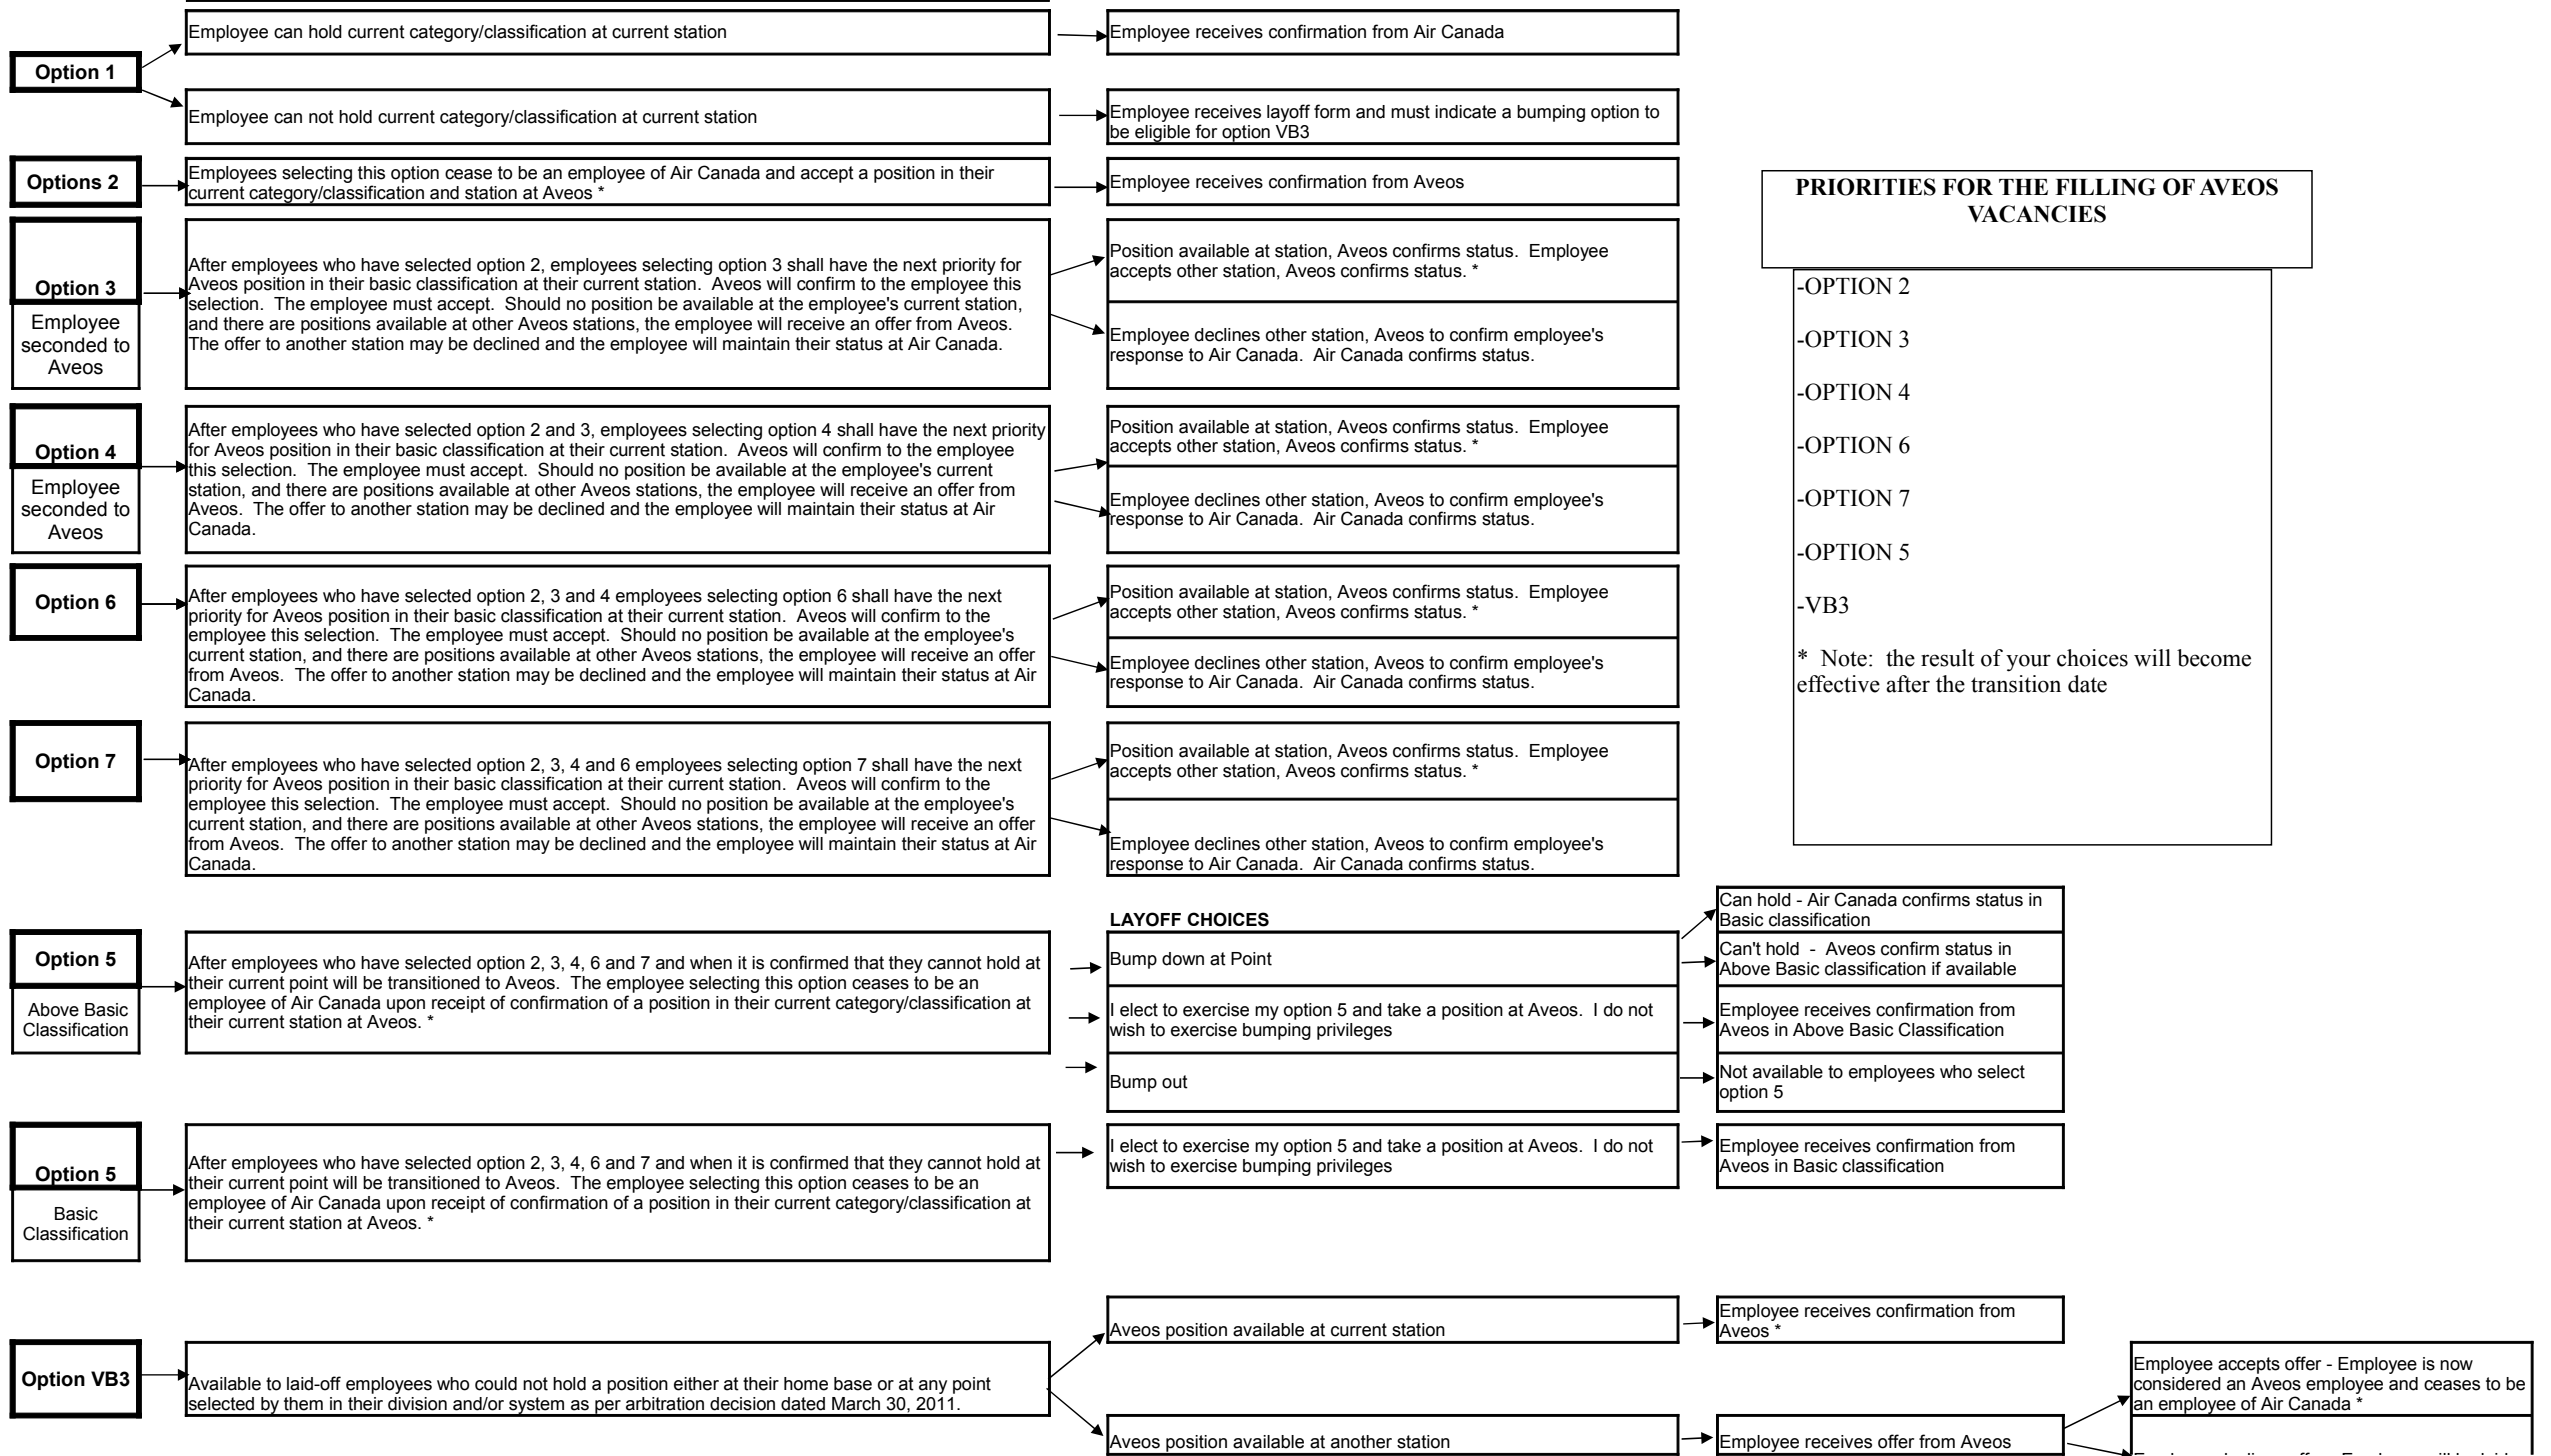 Option 1
Employee can hold current category/classification at current station
Employee receives confirmation from Air Canada
Employee can not hold current category/classification at current station
Employee receives layoff form and must indicate a bumping option to
be eligible for option VB3
Options 2
Employees selecting this option cease to be an employee of Air Canada and accept a position in their
current category/classification and station at Aveos *
Employee receives confirmation from Aveos
Option 3
Employee
seconded to
Aveos
After employees who have selected option 2, employees selecting option 3 shall have the next priority for
Aveos position in their basic classification at their current station.  Aveos will confirm to the employee this
selection.  The employee must accept.  Should no position be available at the employee's current station,
and there are positions available at other Aveos stations, the employee will receive an offer from Aveos.
The offer to another station may be declined and the employee will maintain their status at Air Canada.
Position available at station, Aveos confirms status.  Employee
accepts other station, Aveos confirms status. *
Employee declines other station, Aveos to confirm employee's
response to Air Canada.  Air Canada confirms status.
Option 4
Employee
seconded to
Aveos
After employees who have selected option 2 and 3, employees selecting option 4 shall have the next priority
for Aveos position in their basic classification at their current station.  Aveos will confirm to the employee
this selection.  The employee must accept.  Should no position be available at the employee's current
station, and there are positions available at other Aveos stations, the employee will receive an offer from
Aveos.  The offer to another station may be declined and the employee will maintain their status at Air
Canada.
Position available at station, Aveos confirms status.  Employee
accepts other station, Aveos confirms status. *
Employee declines other station, Aveos to confirm employee's
response to Air Canada.  Air Canada confirms status.
Option 6
After employees who have selected option 2, 3 and 4 employees selecting option 6 shall have the next
priority for Aveos position in their basic classification at their current station.  Aveos will confirm to the
employee this selection.  The employee must accept.  Should no position be available at the employee's
current station, and there are positions available at other Aveos stations, the employee will receive an offer
from Aveos.  The offer to another station may be declined and the employee will maintain their status at Air
Canada.
Position available at station, Aveos confirms status.  Employee
accepts other station, Aveos confirms status. *
Employee declines other station, Aveos to confirm employee's
response to Air Canada.  Air Canada confirms status.
Option 7
After employees who have selected option 2, 3, 4 and 6 employees selecting option 7 shall have the next
priority for Aveos position in their basic classification at their current station.  Aveos will confirm to the
employee this selection.  The employee must accept.  Should no position be available at the employee's
current station, and there are positions available at other Aveos stations, the employee will receive an offer
from Aveos.  The offer to another station may be declined and the employee will maintain their status at Air
Canada.
Position available at station, Aveos confirms status.  Employee
accepts other station, Aveos confirms status. *
Employee declines other station, Aveos to confirm employee's
response to Air Canada.  Air Canada confirms status.
PRIORITIES FOR THE FILLING OF AVEOS
VACANCIES
-OPTION 2
-OPTION 3
-OPTION 4
-OPTION 6
-OPTION 7
-OPTION 5
-VB3
*  Note:  the result of your choices will become
effective after the transition date
Option 5
Above Basic
Classification
After employees who have selected option 2, 3, 4, 6 and 7 and when it is confirmed that they cannot hold at
their current point will be transitioned to Aveos.  The employee selecting this option ceases to be an
employee of Air Canada upon receipt of confirmation of a position in their current category/classification at
their current station at Aveos. *
LAYOFF CHOICES
Bump down at Point
Can hold - Air Canada confirms status in
Basic classification
Can't hold  -  Aveos confirm status in
Above Basic classification if available
I elect to exercise my option 5 and take a position at Aveos.  I do not
wish to exercise bumping privileges
Employee receives confirmation from
Aveos in Above Basic Classification
Bump out
Not available to employees who select
option 5
Option 5
Basic
Classification
After employees who have selected option 2, 3, 4, 6 and 7 and when it is confirmed that they cannot hold at
their current point will be transitioned to Aveos.  The employee selecting this option ceases to be an
employee of Air Canada upon receipt of confirmation of a position in their current category/classification at
their current station at Aveos. *
I elect to exercise my option 5 and take a position at Aveos.  I do not
wish to exercise bumping privileges
Employee receives confirmation from
Aveos in Basic classification
Option VB3
Available to laid-off employees who could not hold a position either at their home base or at any point
selected by them in their division and/or system as per arbitration decision dated March 30, 2011.
Aveos position available at current station
Employee receives confirmation from
Aveos *
Aveos position available at another station
Employee receives offer from Aveos
Employee accepts offer - Employee is now
considered an Aveos employee and ceases to be
an employee of Air Canada *